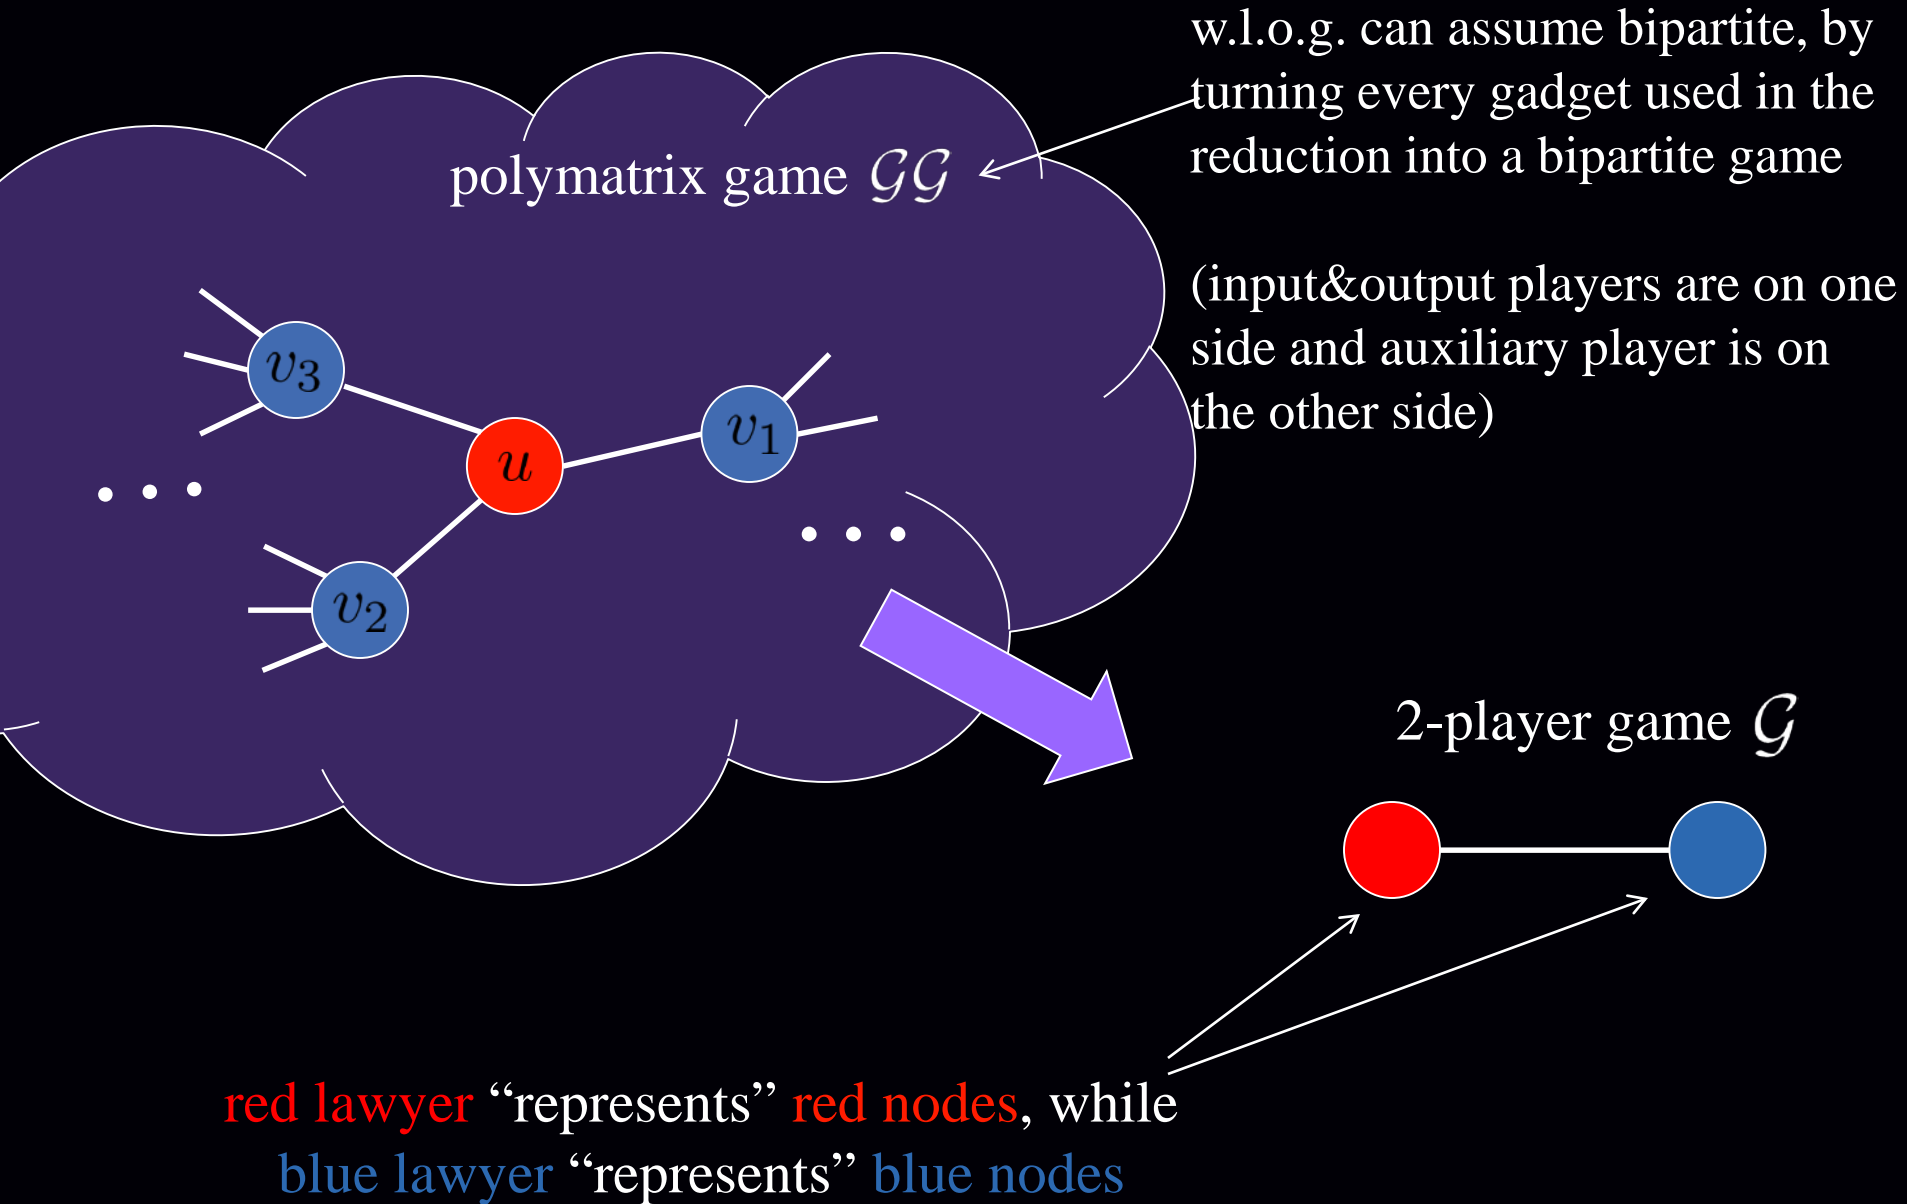 w.l.o.g. can assume bipartite, by
turning every gadget used in the
reduction into a bipartite game
polymatrix game 𝒢𝒢
(input&output players are on one
side and auxiliary player is on
the other side)
v₃
v₁
u
v₂
2-player game 𝒢
red lawyer “represents” red nodes, while
blue lawyer “represents” blue nodes